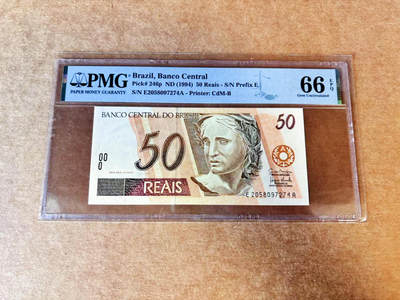 PMG
PAPER MONEY GUARANTY
Brazil, Banco Central
Pick# 246p ND (1994) 50 Reais - S/N Prefix E.
S/N E2058097274A - Printer: CdM-B
66 EPQ
Gem Uncirculated
BANCO CENTRAL DO BRASIL
50
50
REAIS
E 2058097274 A